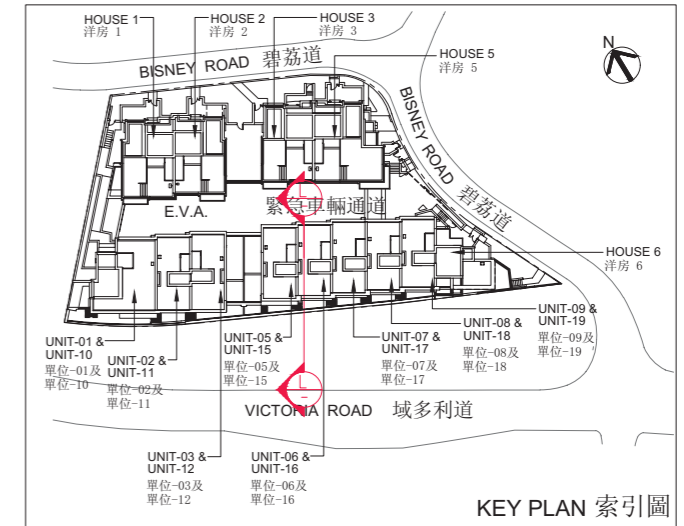 HOUSE 1
洋房 1
HOUSE 2
洋房 2
HOUSE 3
洋房 3
HOUSE 5
洋房 5
N
BISNEY ROAD 碧荔道
BISNEY ROAD 碧荔道
E.V.A.
緊急車輛通道
L
HOUSE 6
洋房 6
UNIT-01 &
UNIT-10
單位-01及
單位-10
UNIT-02 &
UNIT-11
單位-02及
單位-11
UNIT-05 &
UNIT-15
單位-05及
單位-15
UNIT-07 &
UNIT-17
單位-07及
單位-17
UNIT-08 &
UNIT-18
單位-08及
單位-18
UNIT-09 &
UNIT-19
單位-09及
單位-19
L
VICTORIA ROAD 域多利道
UNIT-03 &
UNIT-12
單位-03及
單位-12
UNIT-06 &
UNIT-16
單位-06及
單位-16
KEY PLAN 索引圖